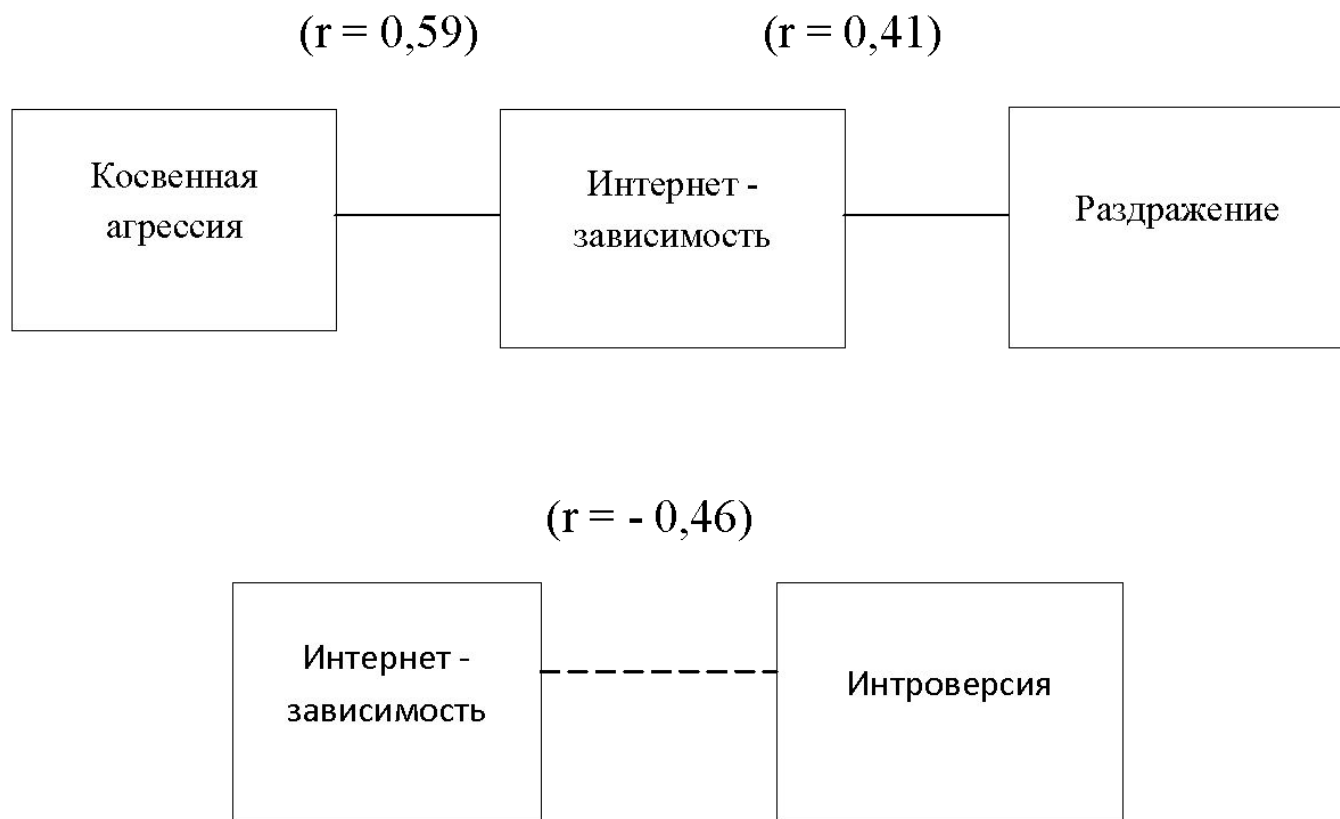 (r = 0,59)
(r = 0,41)
Косвенная
агрессия
Интернет -
зависимость
Раздражение
(r = - 0,46)
Интернет -
зависимость
Интроверсия